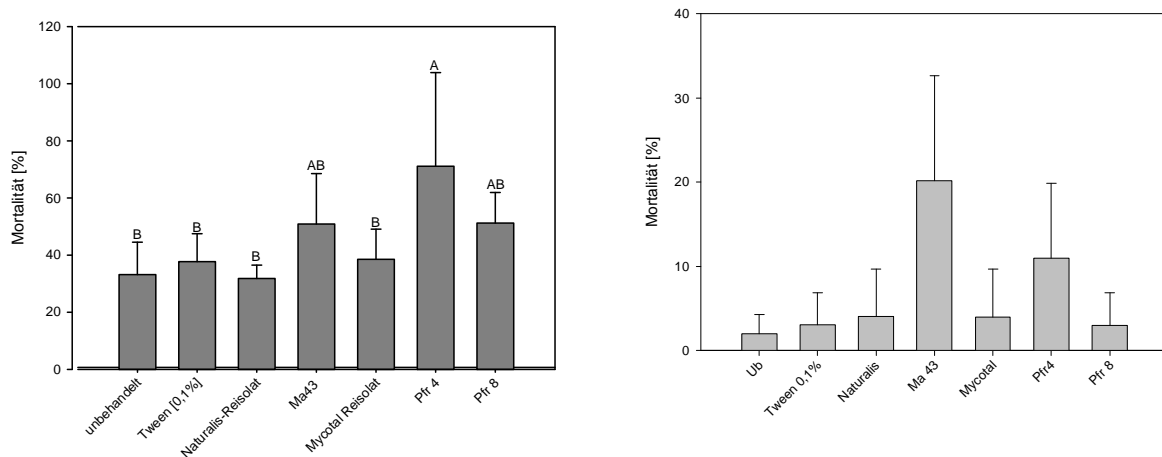 Mortalität [%]
120
100
80
60
40
20
0
B
B
B
AB
B
A
AB
unbehandelt
Tween [0,1%]
Naturalis-Reisolat
Ma43
Mycotal Reisolat
Pfr 4
Pfr 8
Mortalität [%]
40
30
20
10
0
Ub
Tween 0,1%
Naturalis
Ma 43
Mycotal
Pfr4
Pfr 8